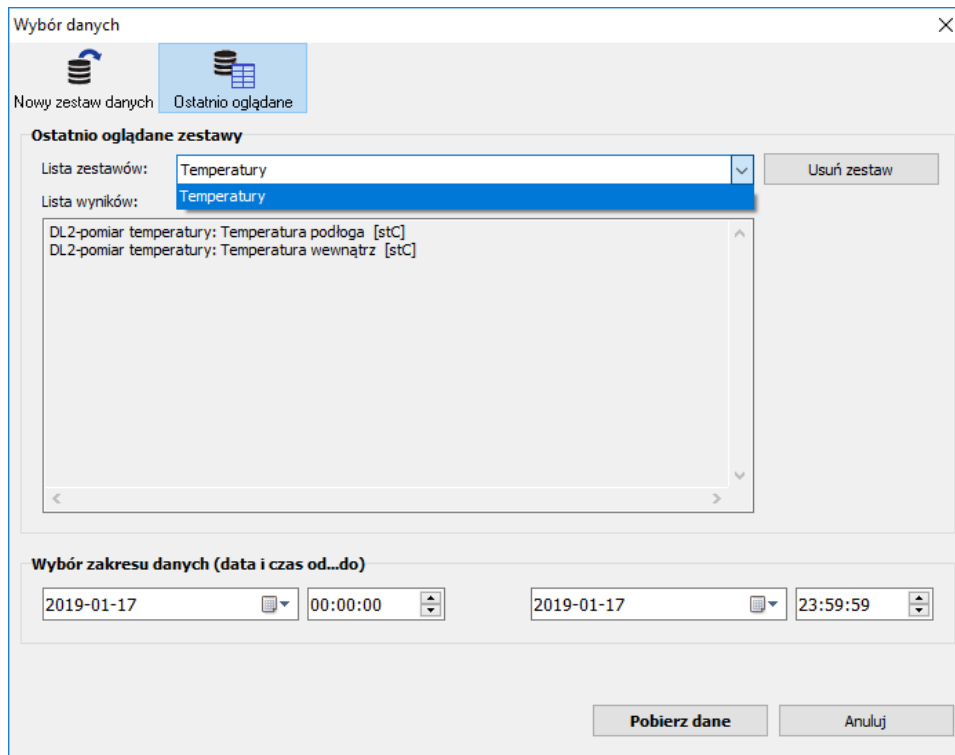 Wybór danych
Nowy zestaw danych
Ostatnio oglądane
Ostatnio oglądane zestawy
Lista zestawów: Temperatury Usuń zestaw
Temperatury
Lista wyników:
DL2-pomiar temperatury: Temperatura podłoga [stC]
DL2-pomiar temperatury: Temperatura wewnątrz [stC]
Wybór zakresu danych (data i czas od...do)
2019-01-17 00:00:00 2019-01-17 23:59:59
Pobierz dane Anuluj